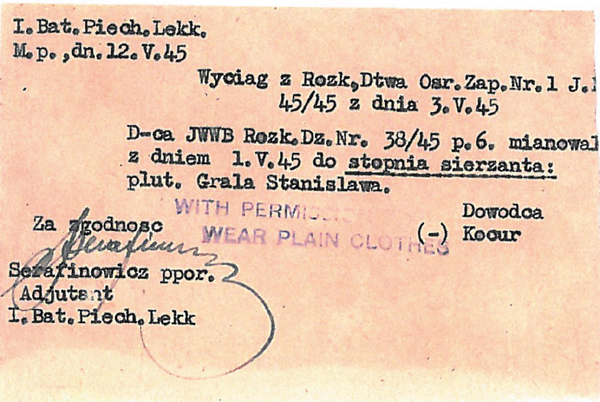 I. Bat.Piech.Lekk.
M.p.,dn.12.V.45
Wyciag z Rozk,Dtwa Osr.Zap.Nr.1 J.
45/45 z dnia 3.V.45
D-ca JWWB Rozk.Dz.Nr. 38/45 p.6. mianowal
z dniem 1.V.45 do stopnia sierzanta:
plut. Grala Stanislawa.
WITH PERMISSION
WEAR PLAIN CLOTHES
Dowodca
(-) Kocur
Za zgodnosc
Serafinowicz ppor.
Adjutant
I.Bat.Piech.Lekk